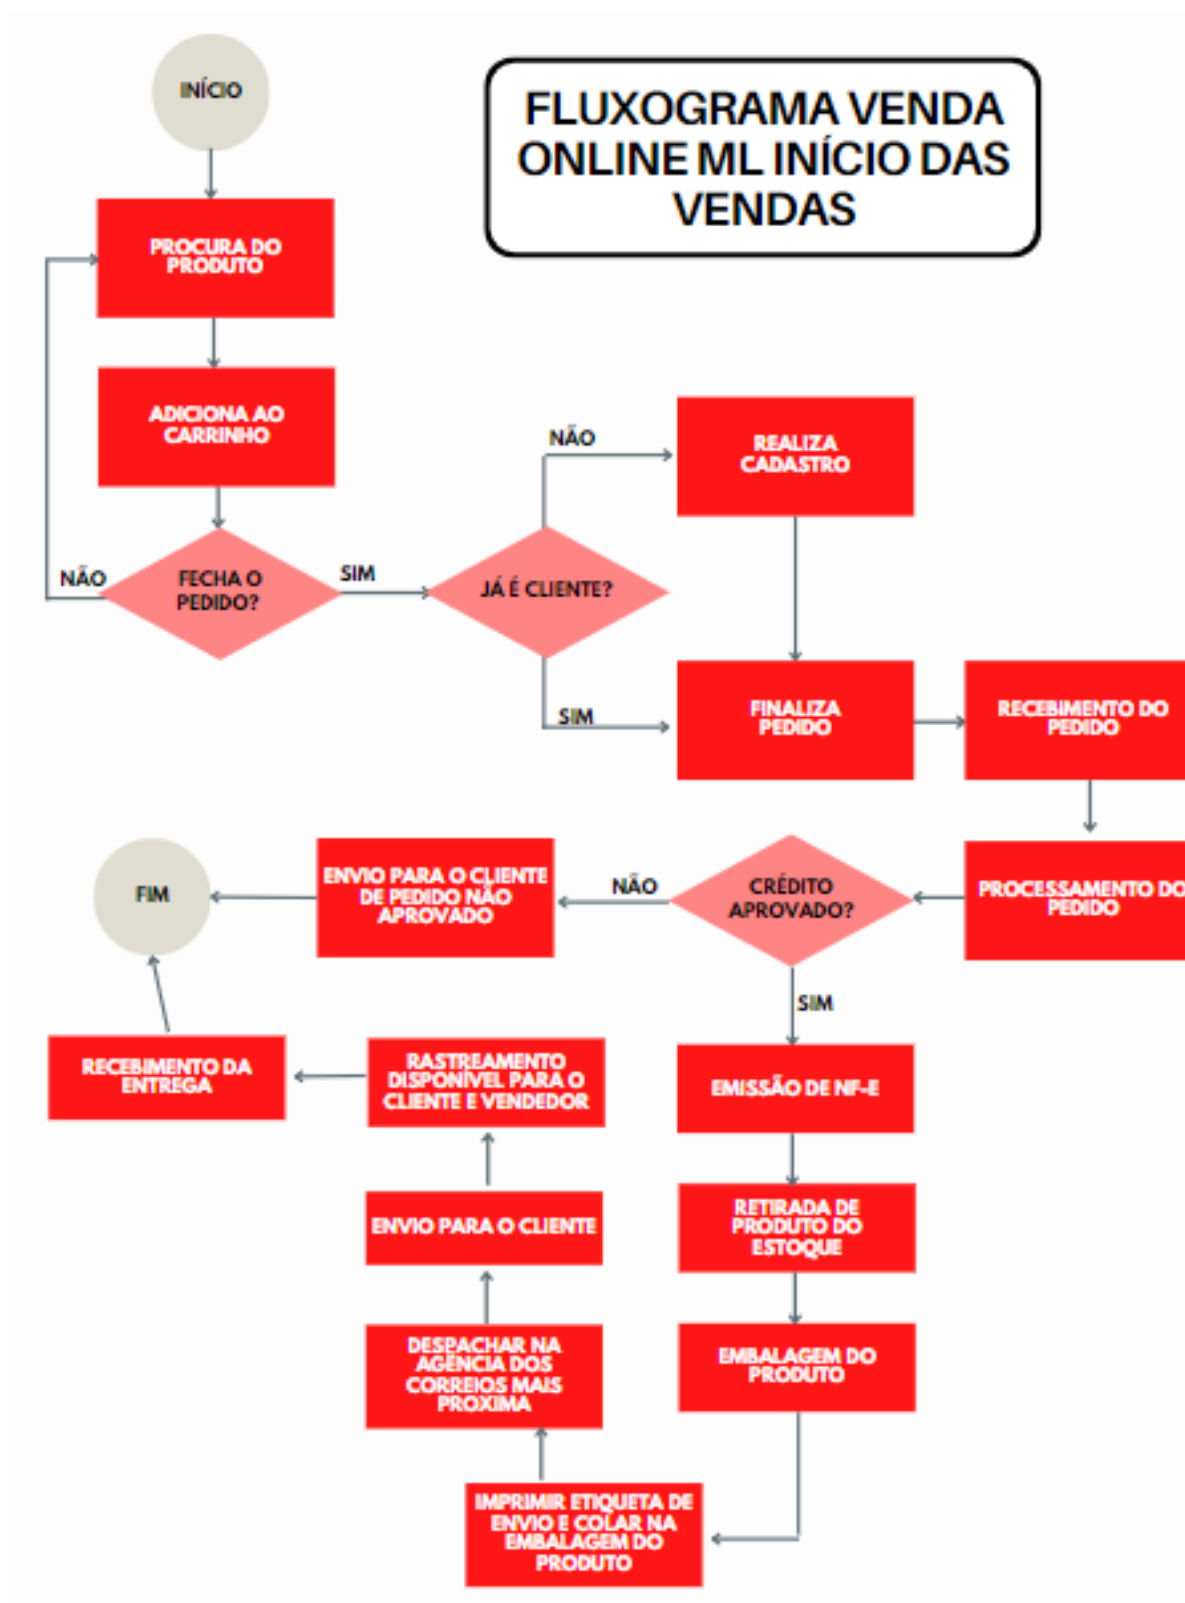 INÍCIO
FLUXOGRAMA VENDA
ONLINE ML INÍCIO DAS
VENDAS
PROCURA DO
PRODUTO
ADICIONA AO
CARRINHO
FECHA O
PEDIDO?
NÃO
SIM
JÁ É CLIENTE?
NÃO
REALIZA
CADASTRO
SIM
FINALIZA
PEDIDO
RECEBIMENTO DO
PEDIDO
PROCESSAMENTO DO
PEDIDO
CRÉDITO
APROVADO?
NÃO
ENVIO PARA O CLIENTE
DE PEDIDO NÃO
APROVADO
FIM
SIM
EMISSÃO DE NF-E
RETIRADA DE
PRODUTO DO
ESTOQUE
EMBALAGEM DO
PRODUTO
IMPRIMIR ETIQUETA DE
ENVIO E COLAR NA
EMBALAGEM DO
PRODUTO
DESPACHAR NA
AGÊNCIA DOS
CORREIOS MAIS
PROXIMA
ENVIO PARA O CLIENTE
RASTREAMENTO
DISPONÍVEL PARA O
CLIENTE E VENDEDOR
RECEBIMENTO DA
ENTREGA